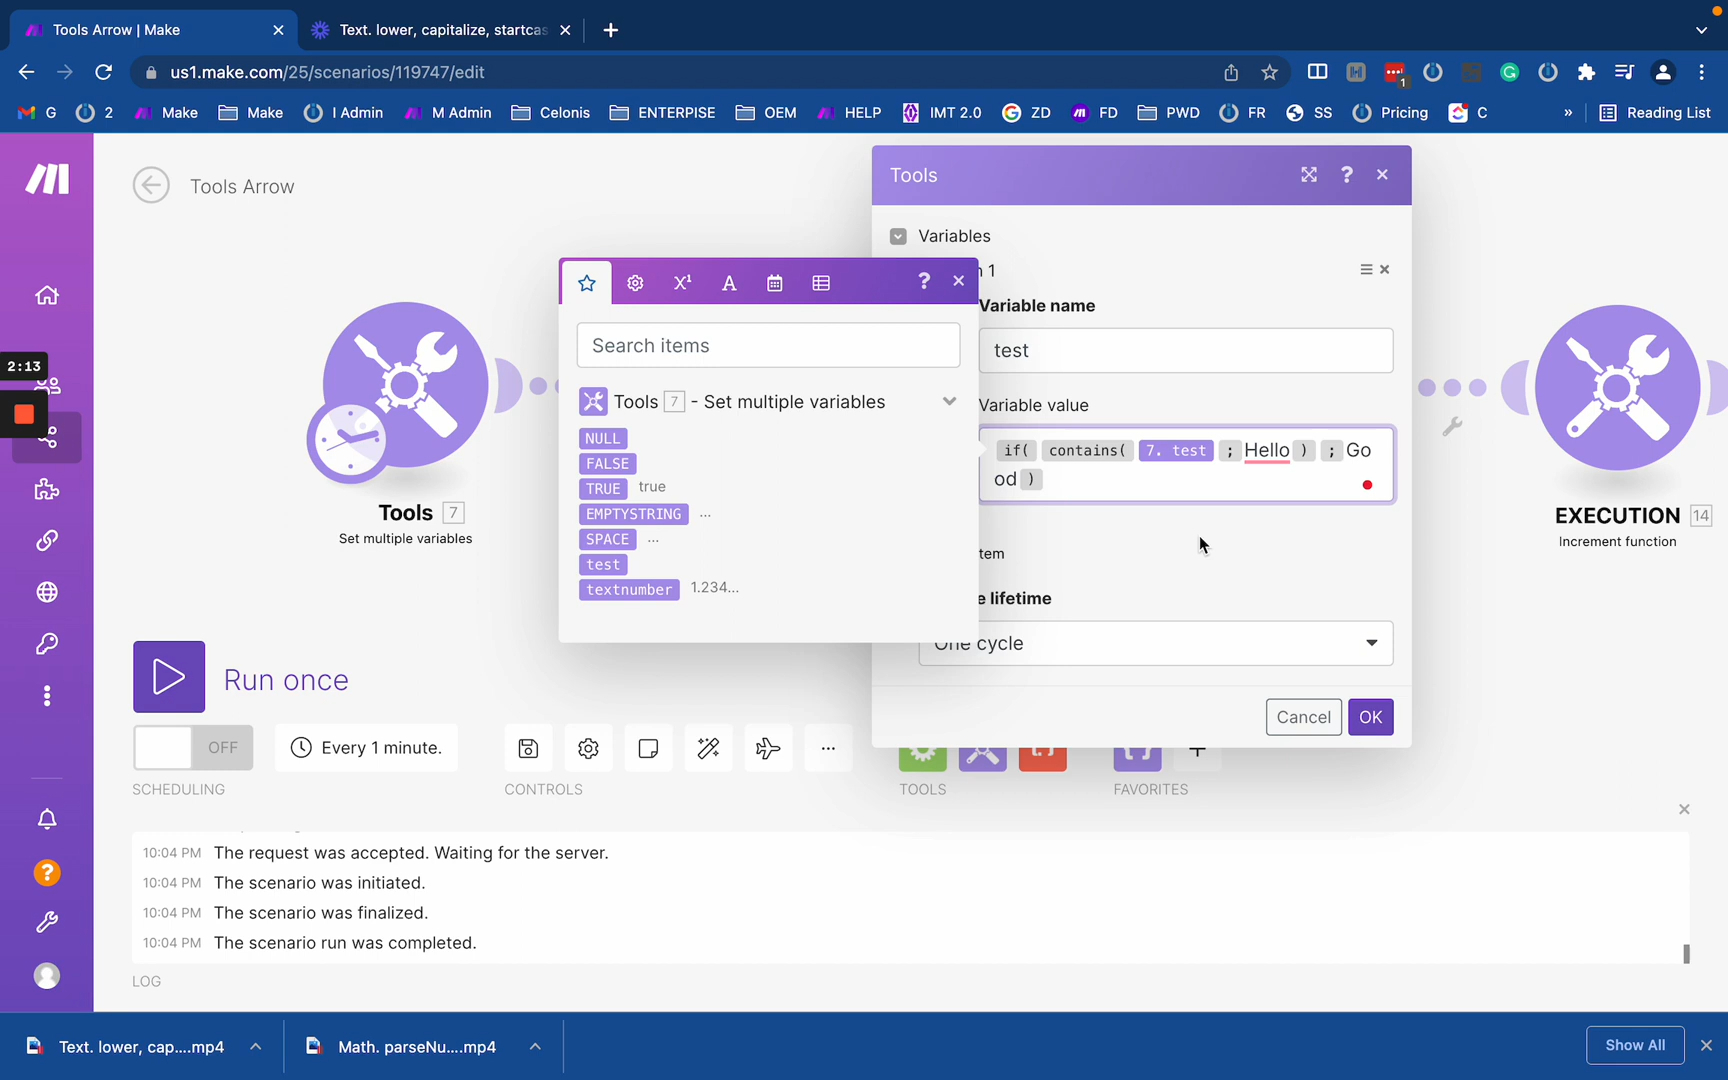 Tools Arrow | Make
Text. lower, capitalize, startcas
us1.make.com/25/scenarios/119747/edit
1
G
2
Make
Make
I Admin
M Admin
Celonis
ENTERPISE
OEM
HELP
IMT 2.0
ZD
FD
PWD
FR
SS
Pricing
C
»
Reading List
Tools Arrow
Tools
Variables
1
Variable name
test
Variable value
if( contains( 7. test ; Hello ) ; Go
od )
tem
e lifetime
One cycle
Cancel
OK
X¹
A
?
Search items
Tools 7 - Set multiple variables
NULL
FALSE
TRUE true
EMPTYSTRING ...
SPACE ...
test
textnumber 1.234...
2:13
Tools 7
Set multiple variables
EXECUTION 14
Increment function
Run once
OFF
Every 1 minute.
...
SCHEDULING
CONTROLS
TOOLS
FAVORITES
10:04 PM The request was accepted. Waiting for the server.
10:04 PM The scenario was initiated.
10:04 PM The scenario was finalized.
10:04 PM The scenario run was completed.
LOG
Text. lower, cap....mp4
Math. parseNu....mp4
Show All